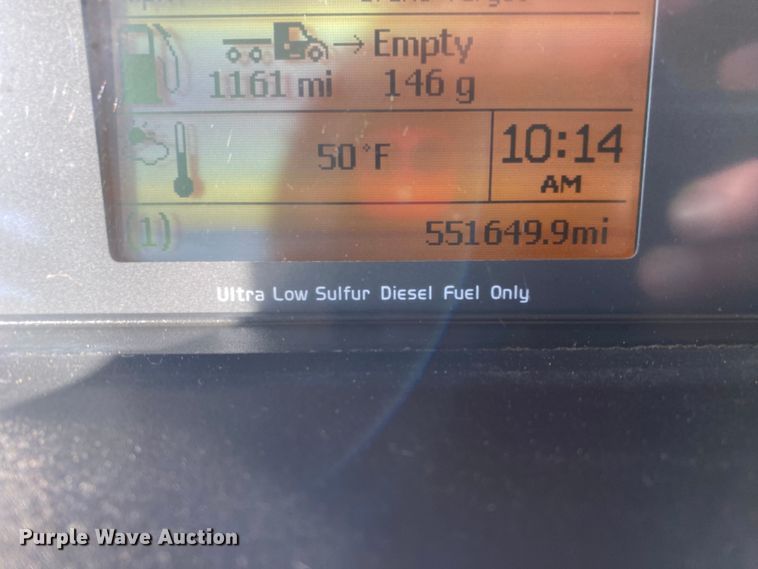 Empty
1161 mi 146 g
50°F
10:14
AM
(1) 551649.9mi
Ultra Low Sulfur Diesel Fuel Only
Purple Wave Auction